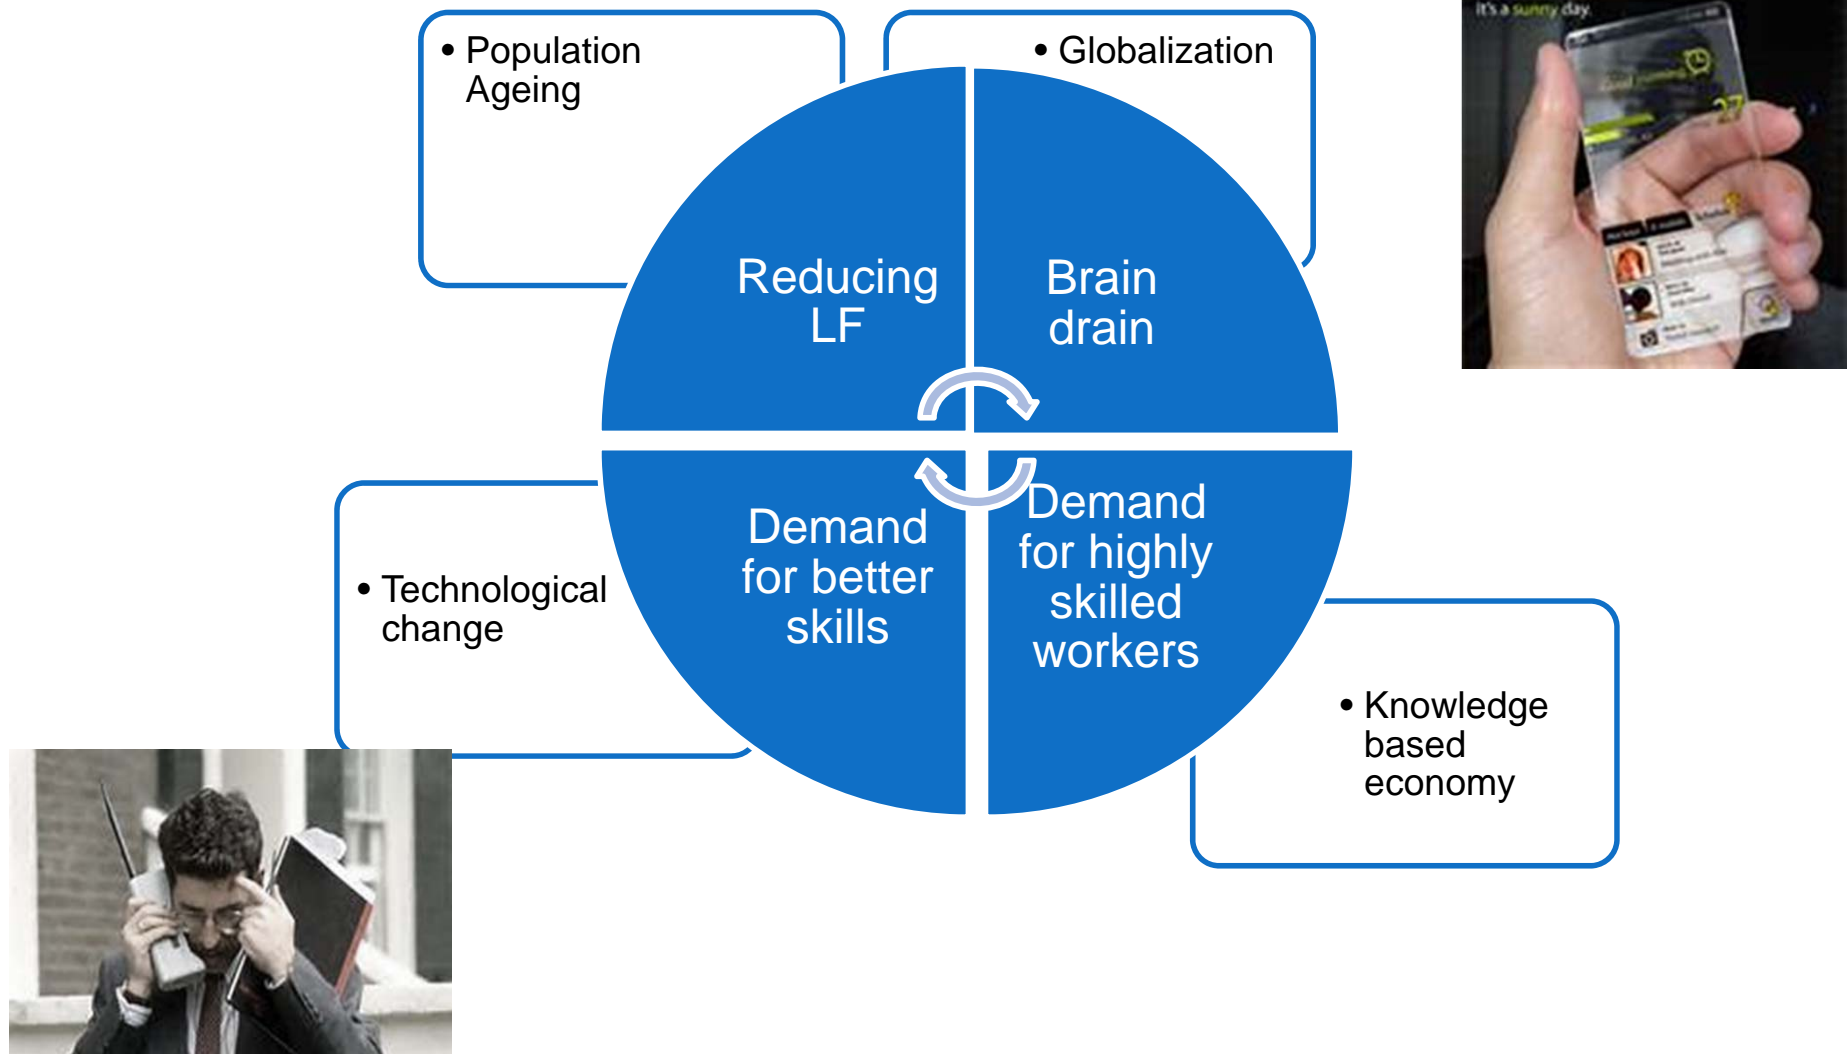 • Population
Ageing
• Globalization
it's a sunny day.
27
Reducing
LF
Brain
drain
• Technological
change
Demand
for better
skills
Demand
for highly
skilled
workers
• Knowledge
based
economy